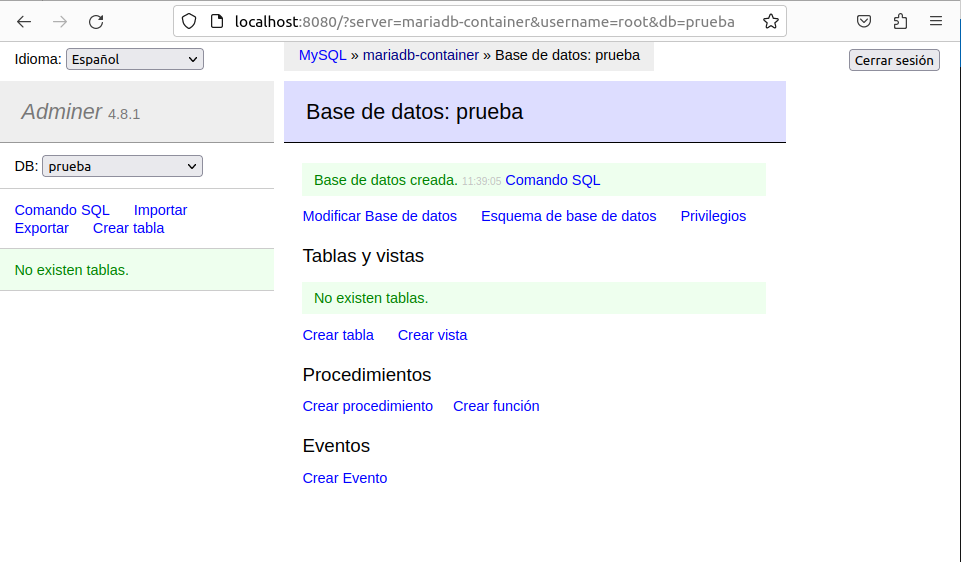 localhost:8080/?server=mariadb-container&username=root&db=prueba
Idioma: Español
MySQL » mariadb-container » Base de datos: prueba
Cerrar sesión
Adminer 4.8.1
Base de datos: prueba
DB: prueba
Comando SQL Importar
Exportar Crear tabla
No existen tablas.
Base de datos creada. 11:39:05 Comando SQL
Modificar Base de datos Esquema de base de datos Privilegios
Tablas y vistas
No existen tablas.
Crear tabla Crear vista
Procedimientos
Crear procedimiento Crear función
Eventos
Crear Evento